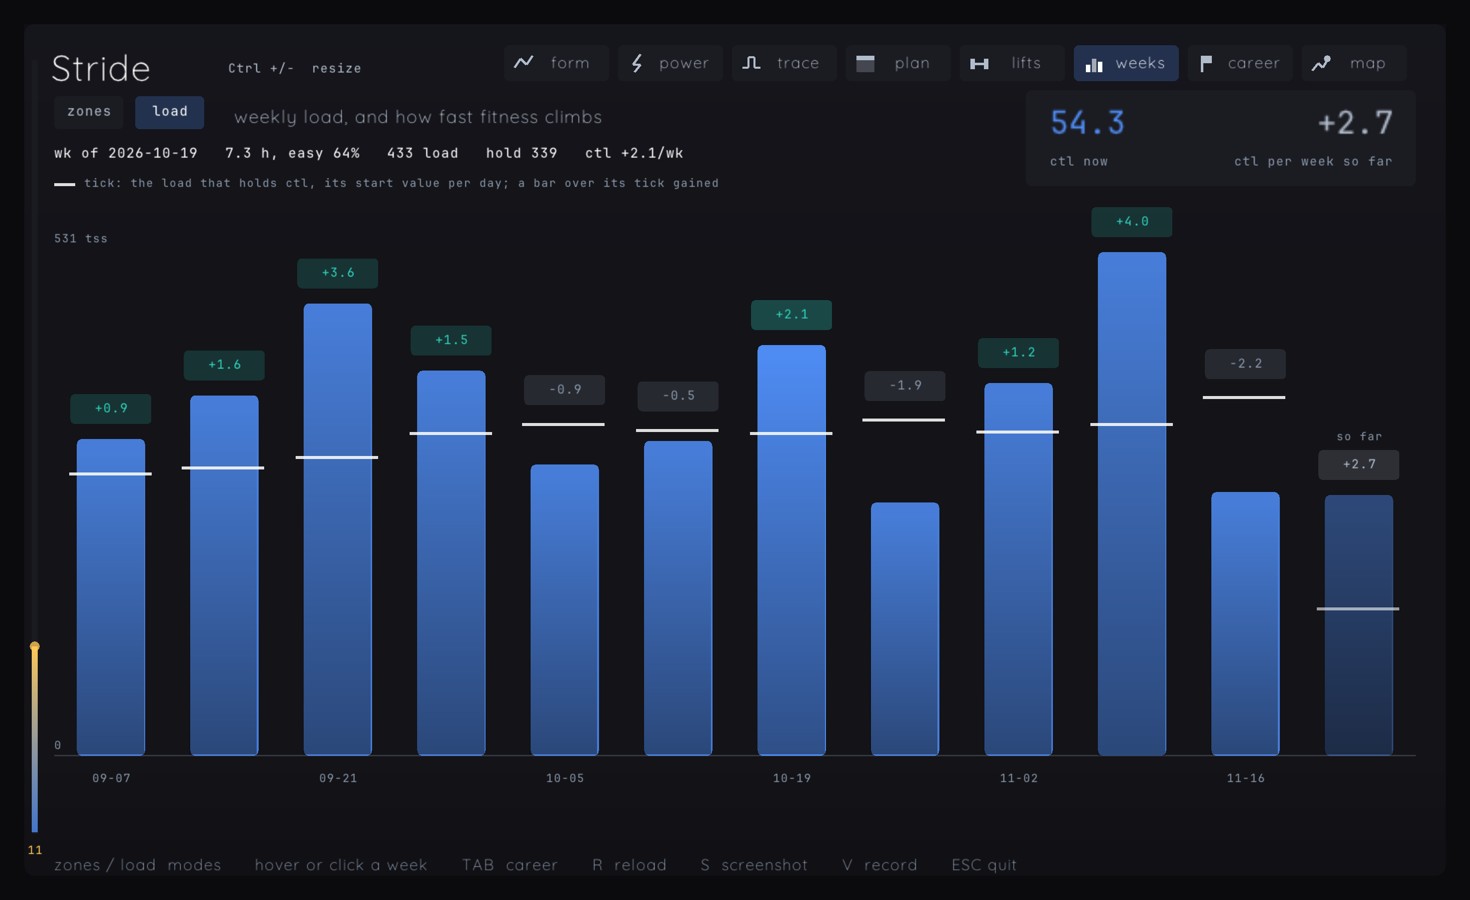 Stride
Ctrl +/- resize
form
power
trace
plan
lifts
weeks
career
map
zones
load
weekly load, and how fast fitness climbs
wk of 2026-10-19 7.3 h, easy 64% 433 load hold 339 ctl +2.1/wk
tick: the load that holds ctl, its start value per day; a bar over its tick gained
54.3
+2.7
ctl now
ctl per week so far
531 tss
+0.9
+1.6
+3.6
+1.5
-0.9
-0.5
+2.1
-1.9
+1.2
+4.0
-2.2
so far
+2.7
0
09-07
09-21
10-05
10-19
11-02
11-16
11
zones / load modes
hover or click a week
TAB career
R reload
S screenshot
V record
ESC quit